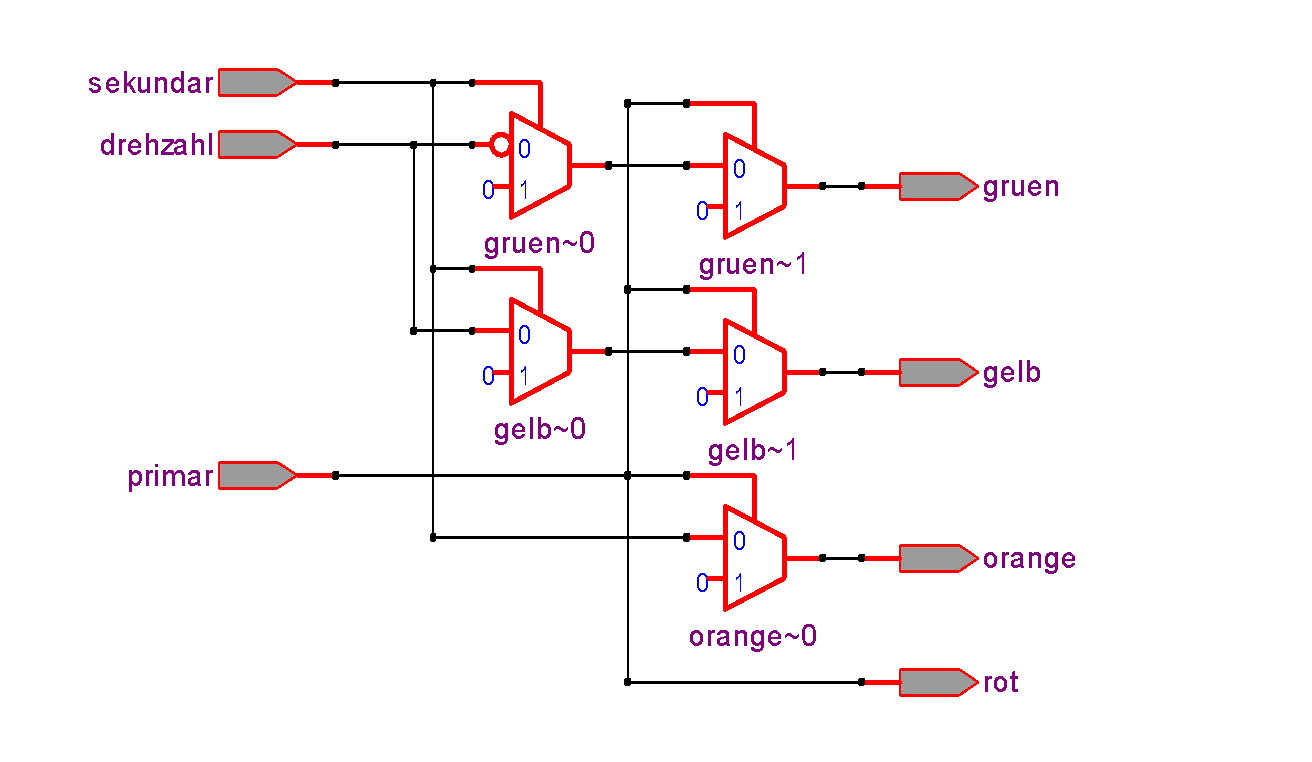 sekundar
drehzahl
0
0 1
gruen~0
0
0 1
gruen~1
gruen
0
0 1
gelb~0
0
0 1
gelb~1
gelb
primar
0
0 1
orange~0
orange
rot